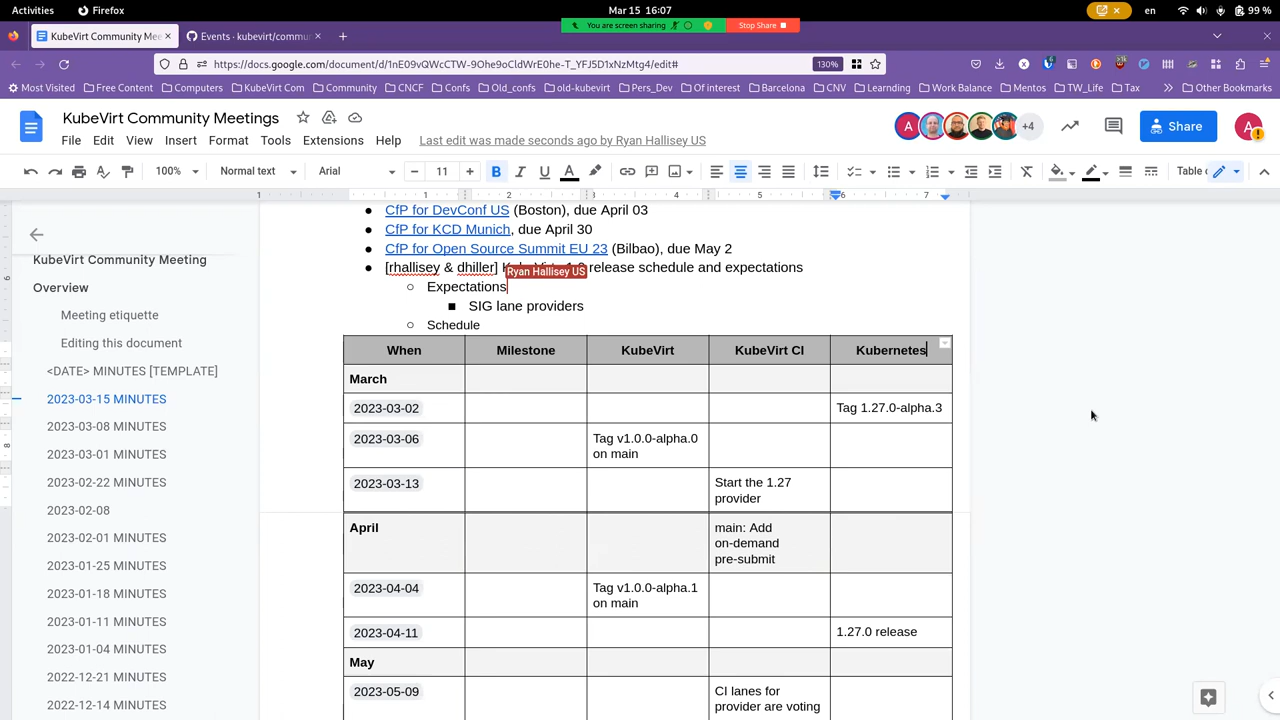 Activities Firefox Mar 15 16:07 en 99 %
You are screen sharing Stop Share
KubeVirt Community Mee Events · kubevirt/commu
https://docs.google.com/document/d/1nE09vQWcCTW-9Ohe9oCldWrE0he-T_YFJ5D1xNzMtg4/edit# 130%
Most Visited Free Content Computers KubeVirt Com Community CNCF Confs Old_confs old-kubevirt Pers_Dev Of interest Barcelona CNV Learnding Work Balance Mentos TW_Life Tax Other Bookmarks
KubeVirt Community Meetings
File Edit View Insert Format Tools Extensions Help Last edit was made seconds ago by Ryan Hallisey US
A +4 Share A
100% Normal text Arial 11 Table
1 1 2 3 4 5 6 7
CfP for DevConf US (Boston), due April 03
CfP for KCD Munich, due April 30
CfP for Open Source Summit EU 23 (Bilbao), due May 2
[rhallisey & dhiller] release schedule and expectations
Ryan Hallisey US
Expectations
SIG lane providers
Schedule
KubeVirt Community Meeting
Overview
Meeting etiquette
Editing this document
<DATE> MINUTES [TEMPLATE]
2023-03-15 MINUTES
2023-03-08 MINUTES
2023-03-01 MINUTES
2023-02-22 MINUTES
2023-02-08
2023-02-01 MINUTES
2023-01-25 MINUTES
2023-01-18 MINUTES
2023-01-11 MINUTES
2023-01-04 MINUTES
2022-12-21 MINUTES
2022-12-14 MINUTES
When Milestone KubeVirt KubeVirt CI Kubernetes
March
2023-03-02 Tag 1.27.0-alpha.3
2023-03-06 Tag v1.0.0-alpha.0
on main
2023-03-13 Start the 1.27
provider
April main: Add
on-demand
pre-submit
2023-04-04 Tag v1.0.0-alpha.1
on main
2023-04-11 1.27.0 release
May
2023-05-09 CI lanes for
provider are voting